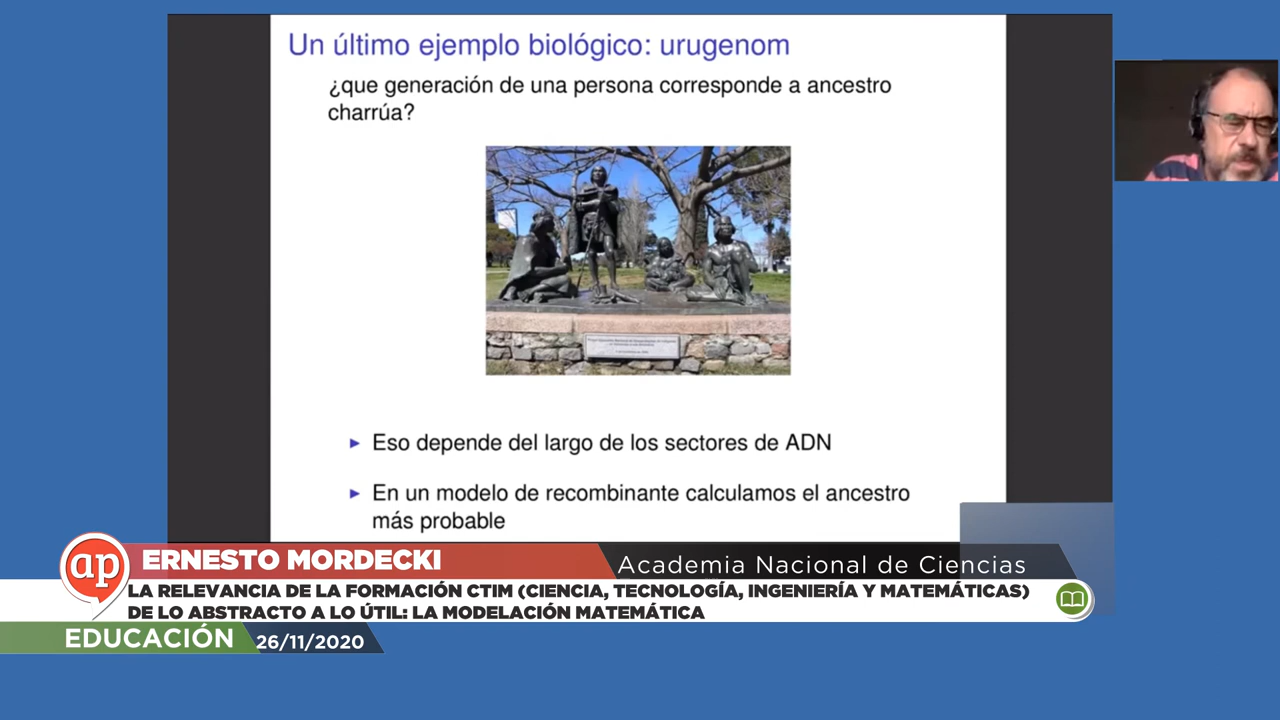 Un último ejemplo biológico: urugenom
¿que generación de una persona corresponde a ancestro
charrúa?
Eso depende del largo de los sectores de ADN
En un modelo de recombinante calculamos el ancestro
más probable
ap
ERNESTO MORDECKI
Academia Nacional de Ciencias
LA RELEVANCIA DE LA FORMACIÓN CTIM (CIENCIA, TECNOLOGÍA, INGENIERÍA Y MATEMÁTICAS)
DE LO ABSTRACTO A LO ÚTIL: LA MODELACIÓN MATEMÁTICA
EDUCACIÓN
26/11/2020